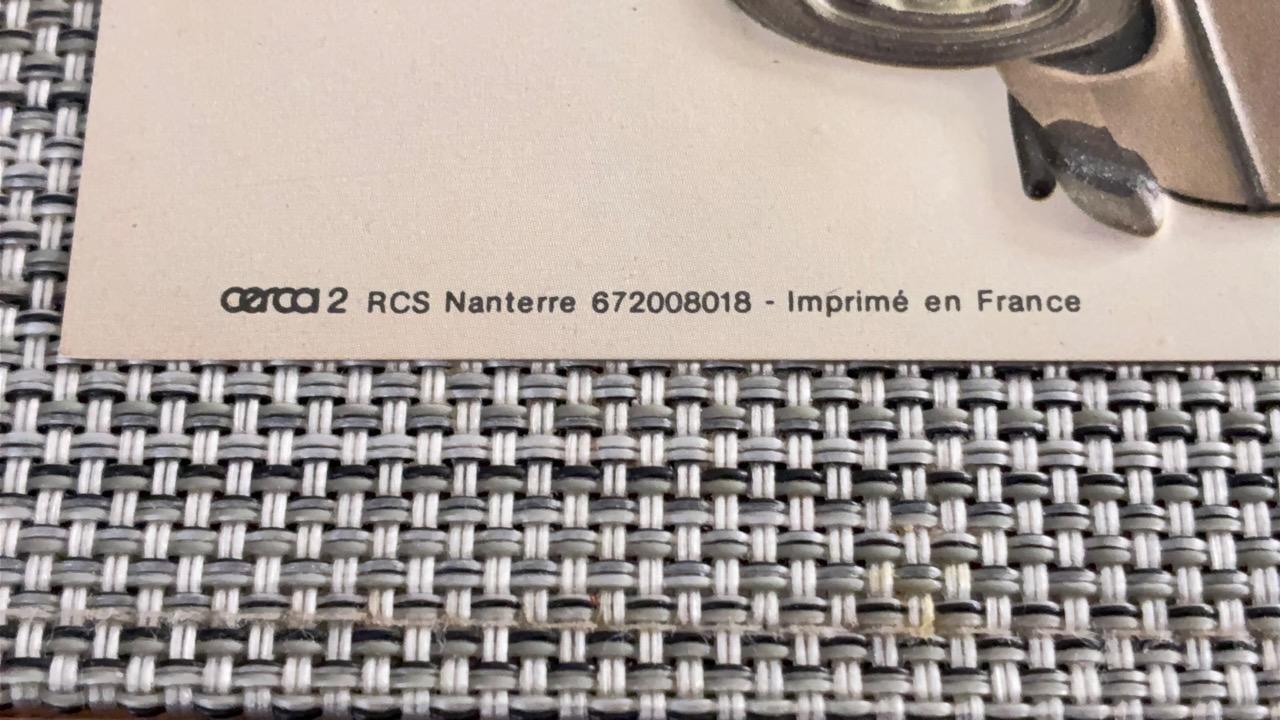 cerca 2 RCS Nanterre 672008018 - Imprimé en France